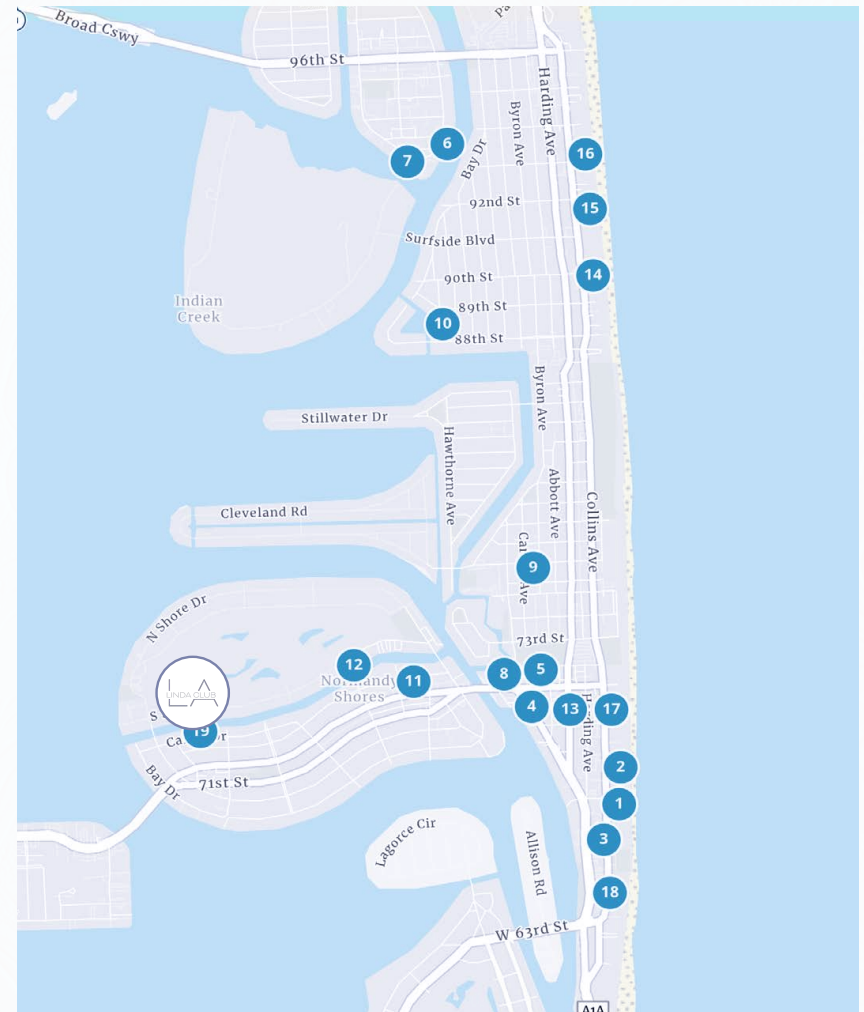 Broad Cswy
96th St
Harding Ave
Byron Ave
Bay Dr
6
7
16
92nd St
15
Surfside Blvd
90th St
14
Indian
Creek
89th St
10
88th St
Byron Ave
Stillwater Dr
Hawthorne Ave
Abbott Ave
Collins Ave
Cleveland Rd
9
Ave
N Shore Dr
73rd St
12
Normandy
Shores
11
8
5
LA
LINDA CLUB
4
13
17
Harding Ave
19
Bay Dr
71st St
2
1
3
Lagorce Cir
Allison Rd
18
W 63rd St
A1A